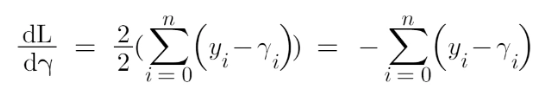 dL/dγ = 2/2(∑_{i=0}^{n}(y_i − γ_i)) = −∑_{i=0}^{n}(y_i − γ_i)